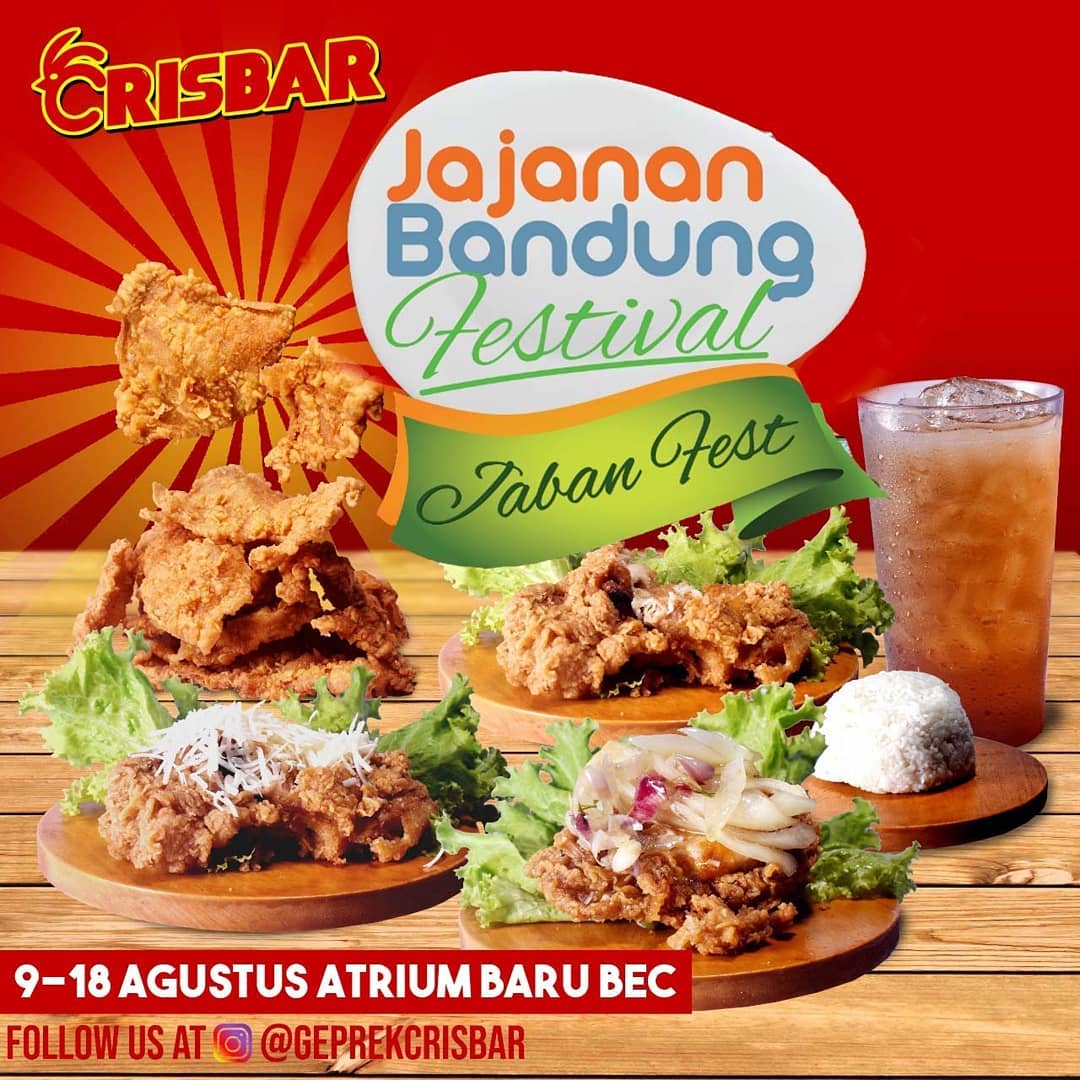 CRISBAR
Jajanan
Bandung
Festival
Jaban Fest
9-18 AGUSTUS ATRIUM BARU BEC
FOLLOW US AT @GEPREKCRISBAR